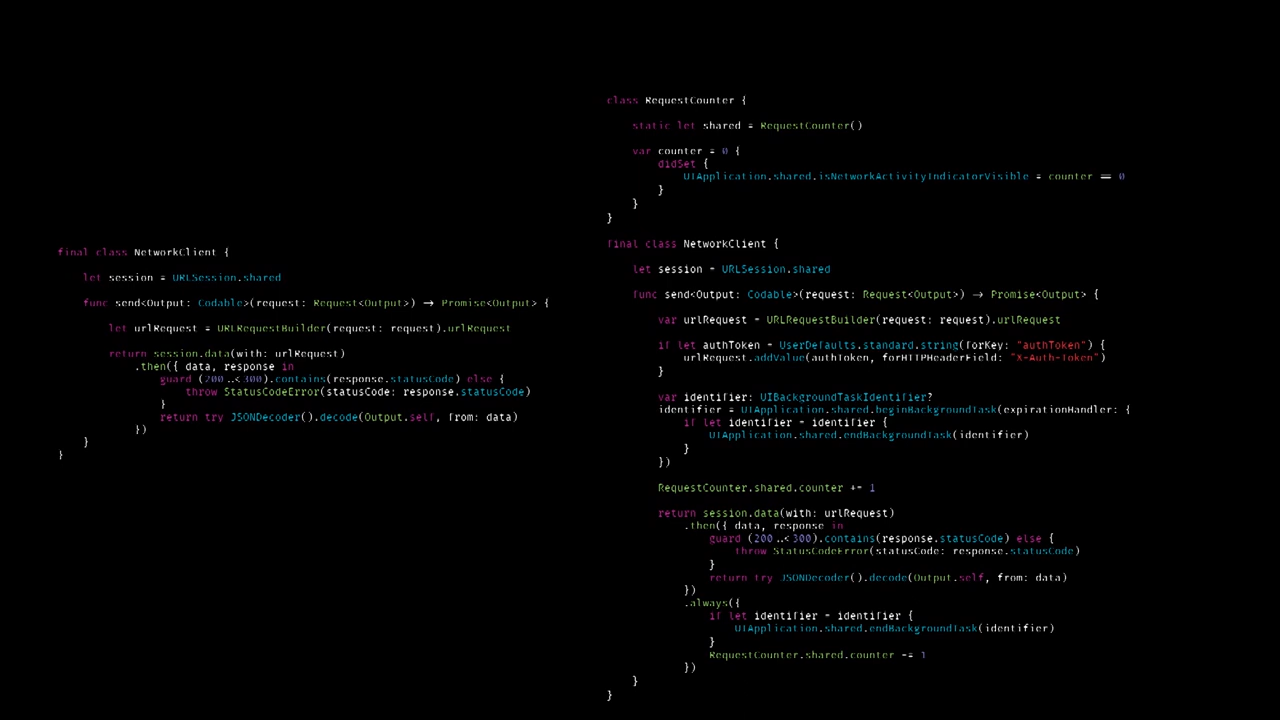 final class NetworkClient {
let session = URLSession.shared
func send<Output: Codable>(request: Request<Output>) → Promise<Output> {
let urlRequest = URLRequestBuilder(request: request).urlRequest
return session.data(with: urlRequest)
.then({ data, response in
guard (200..<300).contains(response.statusCode) else {
throw StatusCodeError(statusCode: response.statusCode)
}
return try JSONDecoder().decode(Output.self, from: data)
})
}
}
class RequestCounter {
static let shared = RequestCounter()
var counter = 0 {
didSet {
UIApplication.shared.isNetworkActivityIndicatorVisible = counter == 0
}
}
}
final class NetworkClient {
let session = URLSession.shared
func send<Output: Codable>(request: Request<Output>) → Promise<Output> {
var urlRequest = URLRequestBuilder(request: request).urlRequest
if let authToken = UserDefaults.standard.string(forKey: "authToken") {
urlRequest.addValue(authToken, forHTTPHeaderField: "X-Auth-Token")
}
var identifier: UIBackgroundTaskIdentifier?
identifier = UIApplication.shared.beginBackgroundTask(expirationHandler: {
if let identifier = identifier {
UIApplication.shared.endBackgroundTask(identifier)
}
})
RequestCounter.shared.counter += 1
return session.data(with: urlRequest)
.then({ data, response in
guard (200..<300).contains(response.statusCode) else {
throw StatusCodeError(statusCode: response.statusCode)
}
return try JSONDecoder().decode(Output.self, from: data)
})
.always({
if let identifier = identifier {
UIApplication.shared.endBackgroundTask(identifier)
}
RequestCounter.shared.counter -= 1
})
}
}